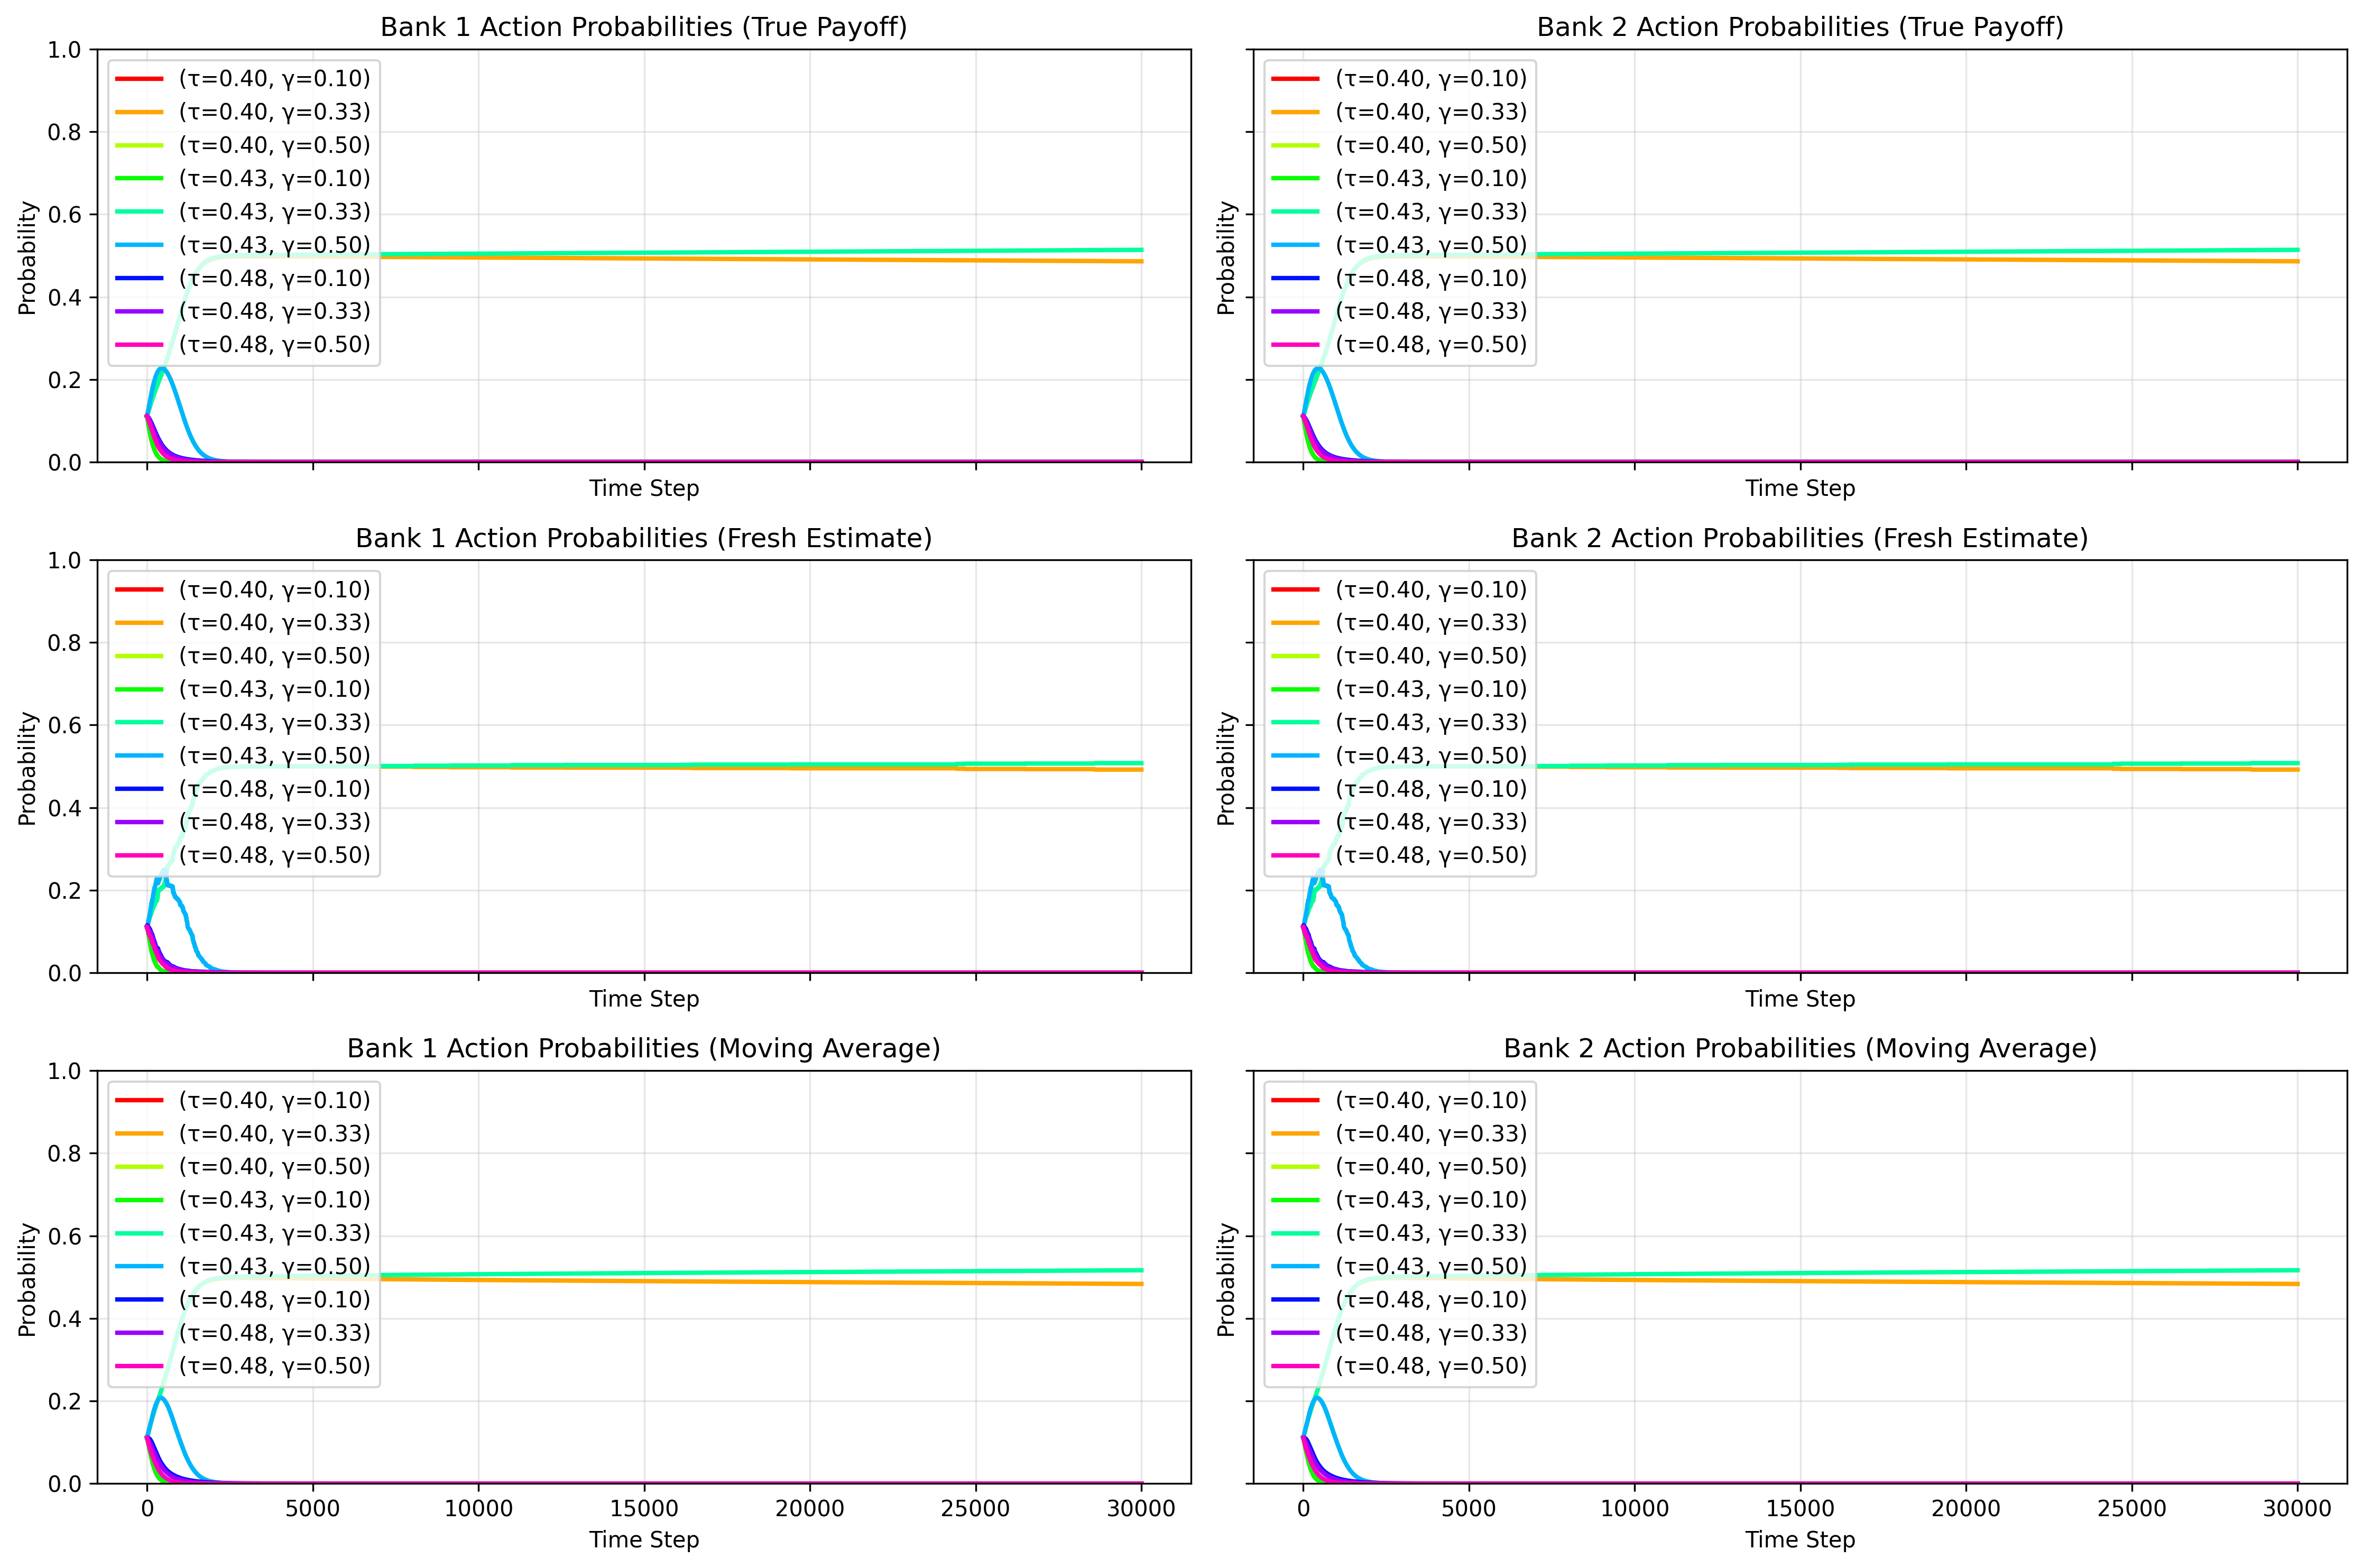 Bank 1 Action Probabilities (True Payoff)
Probability
1.0
0.8
0.6
0.4
0.2
0.0
(τ=0.40, γ=0.10)
(τ=0.40, γ=0.33)
(τ=0.40, γ=0.50)
(τ=0.43, γ=0.10)
(τ=0.43, γ=0.33)
(τ=0.43, γ=0.50)
(τ=0.48, γ=0.10)
(τ=0.48, γ=0.33)
(τ=0.48, γ=0.50)
Time Step
Bank 2 Action Probabilities (True Payoff)
Probability
(τ=0.40, γ=0.10)
(τ=0.40, γ=0.33)
(τ=0.40, γ=0.50)
(τ=0.43, γ=0.10)
(τ=0.43, γ=0.33)
(τ=0.43, γ=0.50)
(τ=0.48, γ=0.10)
(τ=0.48, γ=0.33)
(τ=0.48, γ=0.50)
Time Step
Bank 1 Action Probabilities (Fresh Estimate)
Probability
1.0
0.8
0.6
0.4
0.2
0.0
(τ=0.40, γ=0.10)
(τ=0.40, γ=0.33)
(τ=0.40, γ=0.50)
(τ=0.43, γ=0.10)
(τ=0.43, γ=0.33)
(τ=0.43, γ=0.50)
(τ=0.48, γ=0.10)
(τ=0.48, γ=0.33)
(τ=0.48, γ=0.50)
Time Step
Bank 2 Action Probabilities (Fresh Estimate)
Probability
(τ=0.40, γ=0.10)
(τ=0.40, γ=0.33)
(τ=0.40, γ=0.50)
(τ=0.43, γ=0.10)
(τ=0.43, γ=0.33)
(τ=0.43, γ=0.50)
(τ=0.48, γ=0.10)
(τ=0.48, γ=0.33)
(τ=0.48, γ=0.50)
Time Step
Bank 1 Action Probabilities (Moving Average)
Probability
1.0
0.8
0.6
0.4
0.2
0.0
(τ=0.40, γ=0.10)
(τ=0.40, γ=0.33)
(τ=0.40, γ=0.50)
(τ=0.43, γ=0.10)
(τ=0.43, γ=0.33)
(τ=0.43, γ=0.50)
(τ=0.48, γ=0.10)
(τ=0.48, γ=0.33)
(τ=0.48, γ=0.50)
0 5000 10000 15000 20000 25000 30000
Time Step
Bank 2 Action Probabilities (Moving Average)
Probability
(τ=0.40, γ=0.10)
(τ=0.40, γ=0.33)
(τ=0.40, γ=0.50)
(τ=0.43, γ=0.10)
(τ=0.43, γ=0.33)
(τ=0.43, γ=0.50)
(τ=0.48, γ=0.10)
(τ=0.48, γ=0.33)
(τ=0.48, γ=0.50)
0 5000 10000 15000 20000 25000 30000
Time Step